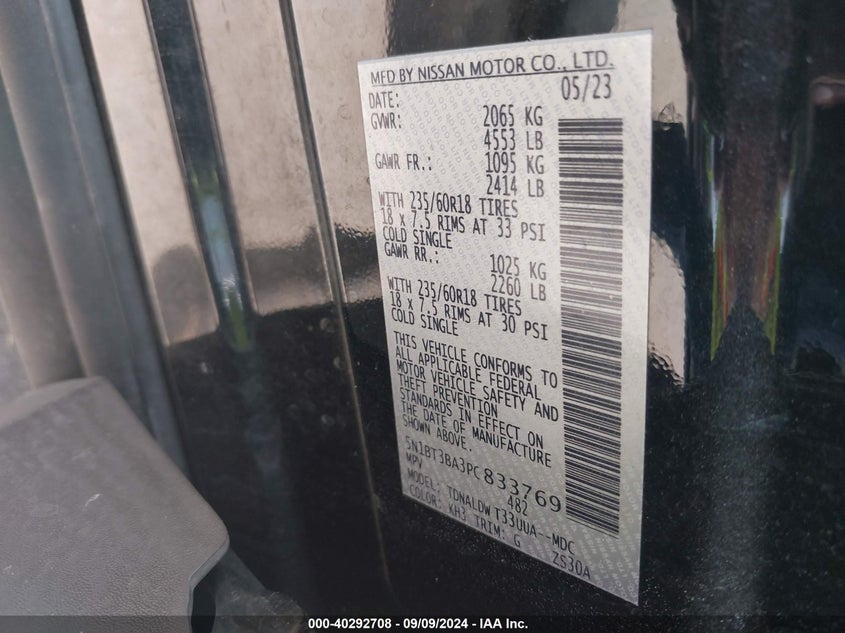 MFD BY NISSAN MOTOR CO., LTD.
DATE: 05/23
GVWR: 2065 KG
4553 LB
GAWR FR.: 1095 KG
2414 LB
WITH 235/60R18 TIRES
18 x 7.5 RIMS AT 33 PSI
COLD SINGLE
GAWR RR.: 1025 KG
2260 LB
WITH 235/60R18 TIRES
18 x 7.5 RIMS AT 30 PSI
COLD SINGLE
THIS VEHICLE CONFORMS TO
ALL APPLICABLE FEDERAL
MOTOR VEHICLE SAFETY AND
THEFT PREVENTION
STANDARDS IN EFFECT ON
THE DATE OF MANUFACTURE
SHOWN ABOVE.
5N1BT3BA3PC833769
MPV 482
MODEL: TDNALDWT33UUA--MDC
COLOR: KH3 TRIM: G ZS30A
000-40292708 - 09/09/2024 - IAA Inc.